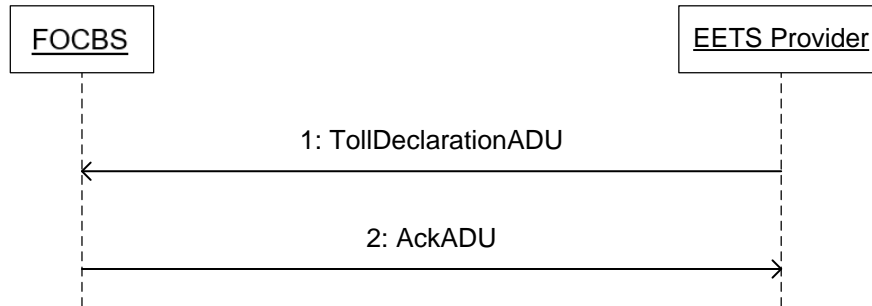 FOCBS
EETS Provider
1: TollDeclarationADU
2: AckADU